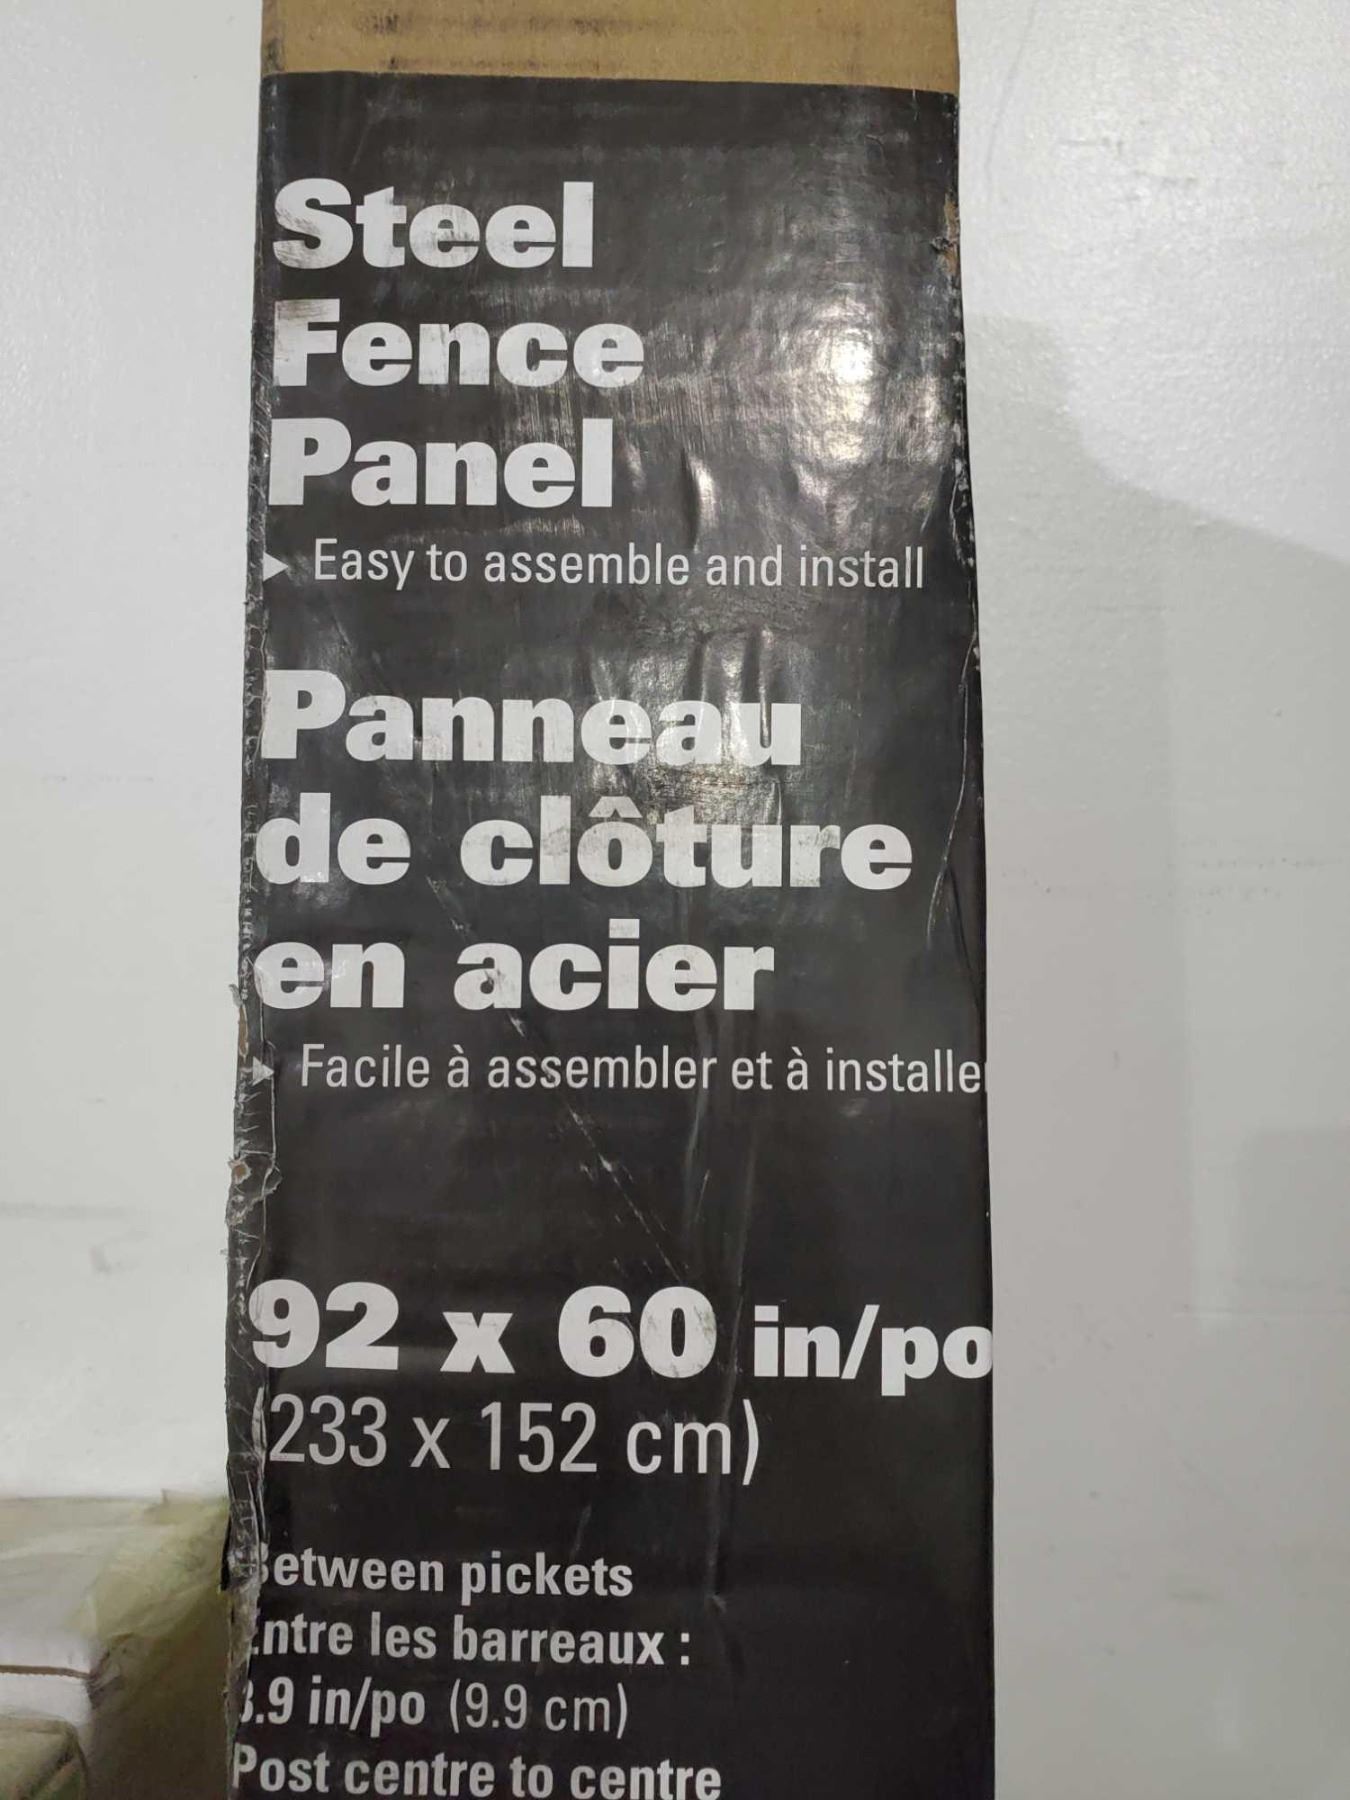 Steel
Fence
Panel
Easy to assemble and install
Panneau
de clôture
en acier
Facile à assembler et à installer
92 x 60 in/po
(233 x 152 cm)
Between pickets
Entre les barreaux :
3.9 in/po (9.9 cm)
Post centre to centre